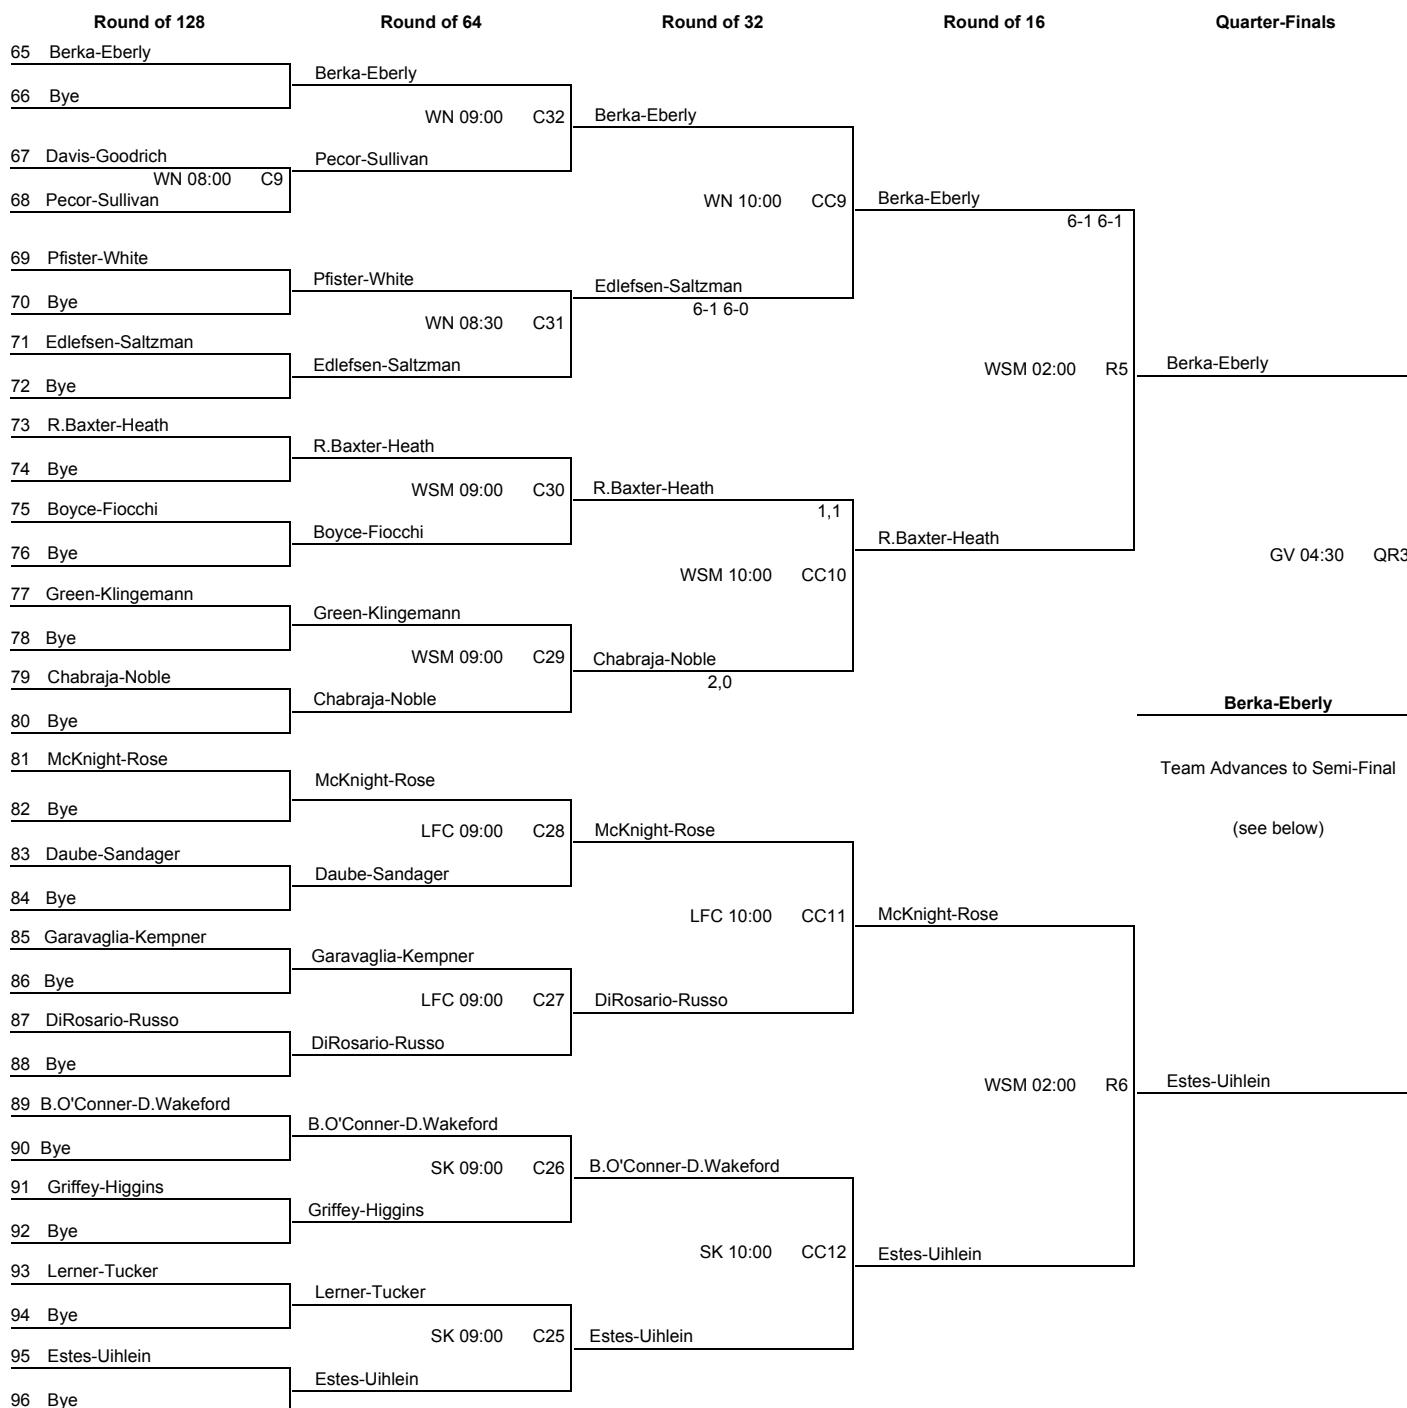 Round of 128 Round of 64 Round of 32 Round of 16 Quarter-Finals
65 Berka-Eberly
Berka-Eberly
66 Bye
WN 09:00 C32 Berka-Eberly
67 Davis-Goodrich Pecor-Sullivan
WN 08:00 C9
68 Pecor-Sullivan WN 10:00 CC9 Berka-Eberly
6-1 6-1
69 Pfister-White
Pfister-White
70 Bye Edlefsen-Saltzman
6-1 6-0
WN 08:30 C31
71 Edlefsen-Saltzman
Edlefsen-Saltzman WSM 02:00 R5 Berka-Eberly
72 Bye
73 R.Baxter-Heath
R.Baxter-Heath
74 Bye
WSM 09:00 C30 R.Baxter-Heath
75 Boyce-Fiocchi 1,1
Boyce-Fiocchi R.Baxter-Heath
76 Bye GV 04:30 QR3
WSM 10:00 CC10
77 Green-Klingemann
Green-Klingemann
78 Bye
WSM 09:00 C29 Chabraja-Noble
79 Chabraja-Noble 2,0
Chabraja-Noble Berka-Eberly
80 Bye
81 McKnight-Rose Team Advances to Semi-Final
McKnight-Rose
82 Bye
LFC 09:00 C28 McKnight-Rose (see below)
83 Daube-Sandager
Daube-Sandager
84 Bye
LFC 10:00 CC11 McKnight-Rose
85 Garavaglia-Kempner
Garavaglia-Kempner
86 Bye
LFC 09:00 C27 DiRosario-Russo
87 DiRosario-Russo
DiRosario-Russo
88 Bye
WSM 02:00 R6 Estes-Uihlein
89 B.O'Conner-D.Wakeford
B.O'Conner-D.Wakeford
90 Bye
SK 09:00 C26 B.O'Conner-D.Wakeford
91 Griffey-Higgins
Griffey-Higgins
92 Bye
SK 10:00 CC12 Estes-Uihlein
93 Lerner-Tucker
Lerner-Tucker
94 Bye
SK 09:00 C25 Estes-Uihlein
95 Estes-Uihlein
Estes-Uihlein
96 Bye